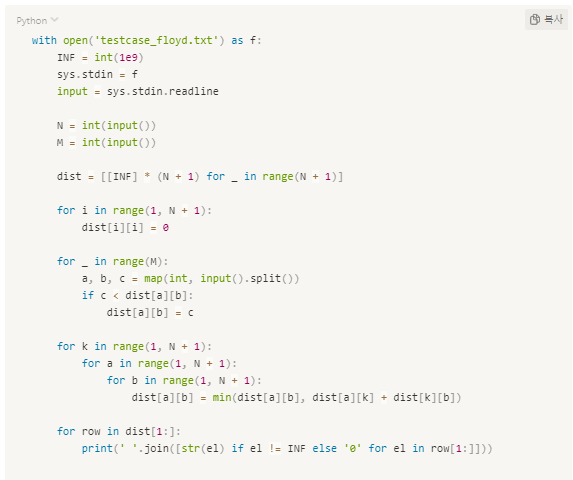 Python
복사
with open('testcase_floyd.txt') as f:
    INF = int(1e9)
    sys.stdin = f
    input = sys.stdin.readline

    N = int(input())
    M = int(input())

    dist = [[INF] * (N + 1) for _ in range(N + 1)]

    for i in range(1, N + 1):
        dist[i][i] = 0

    for _ in range(M):
        a, b, c = map(int, input().split())
        if c < dist[a][b]:
            dist[a][b] = c

    for k in range(1, N + 1):
        for a in range(1, N + 1):
            for b in range(1, N + 1):
                dist[a][b] = min(dist[a][b], dist[a][k] + dist[k][b])

    for row in dist[1:]:
        print(' '.join([str(el) if el != INF else '0' for el in row[1:]]))